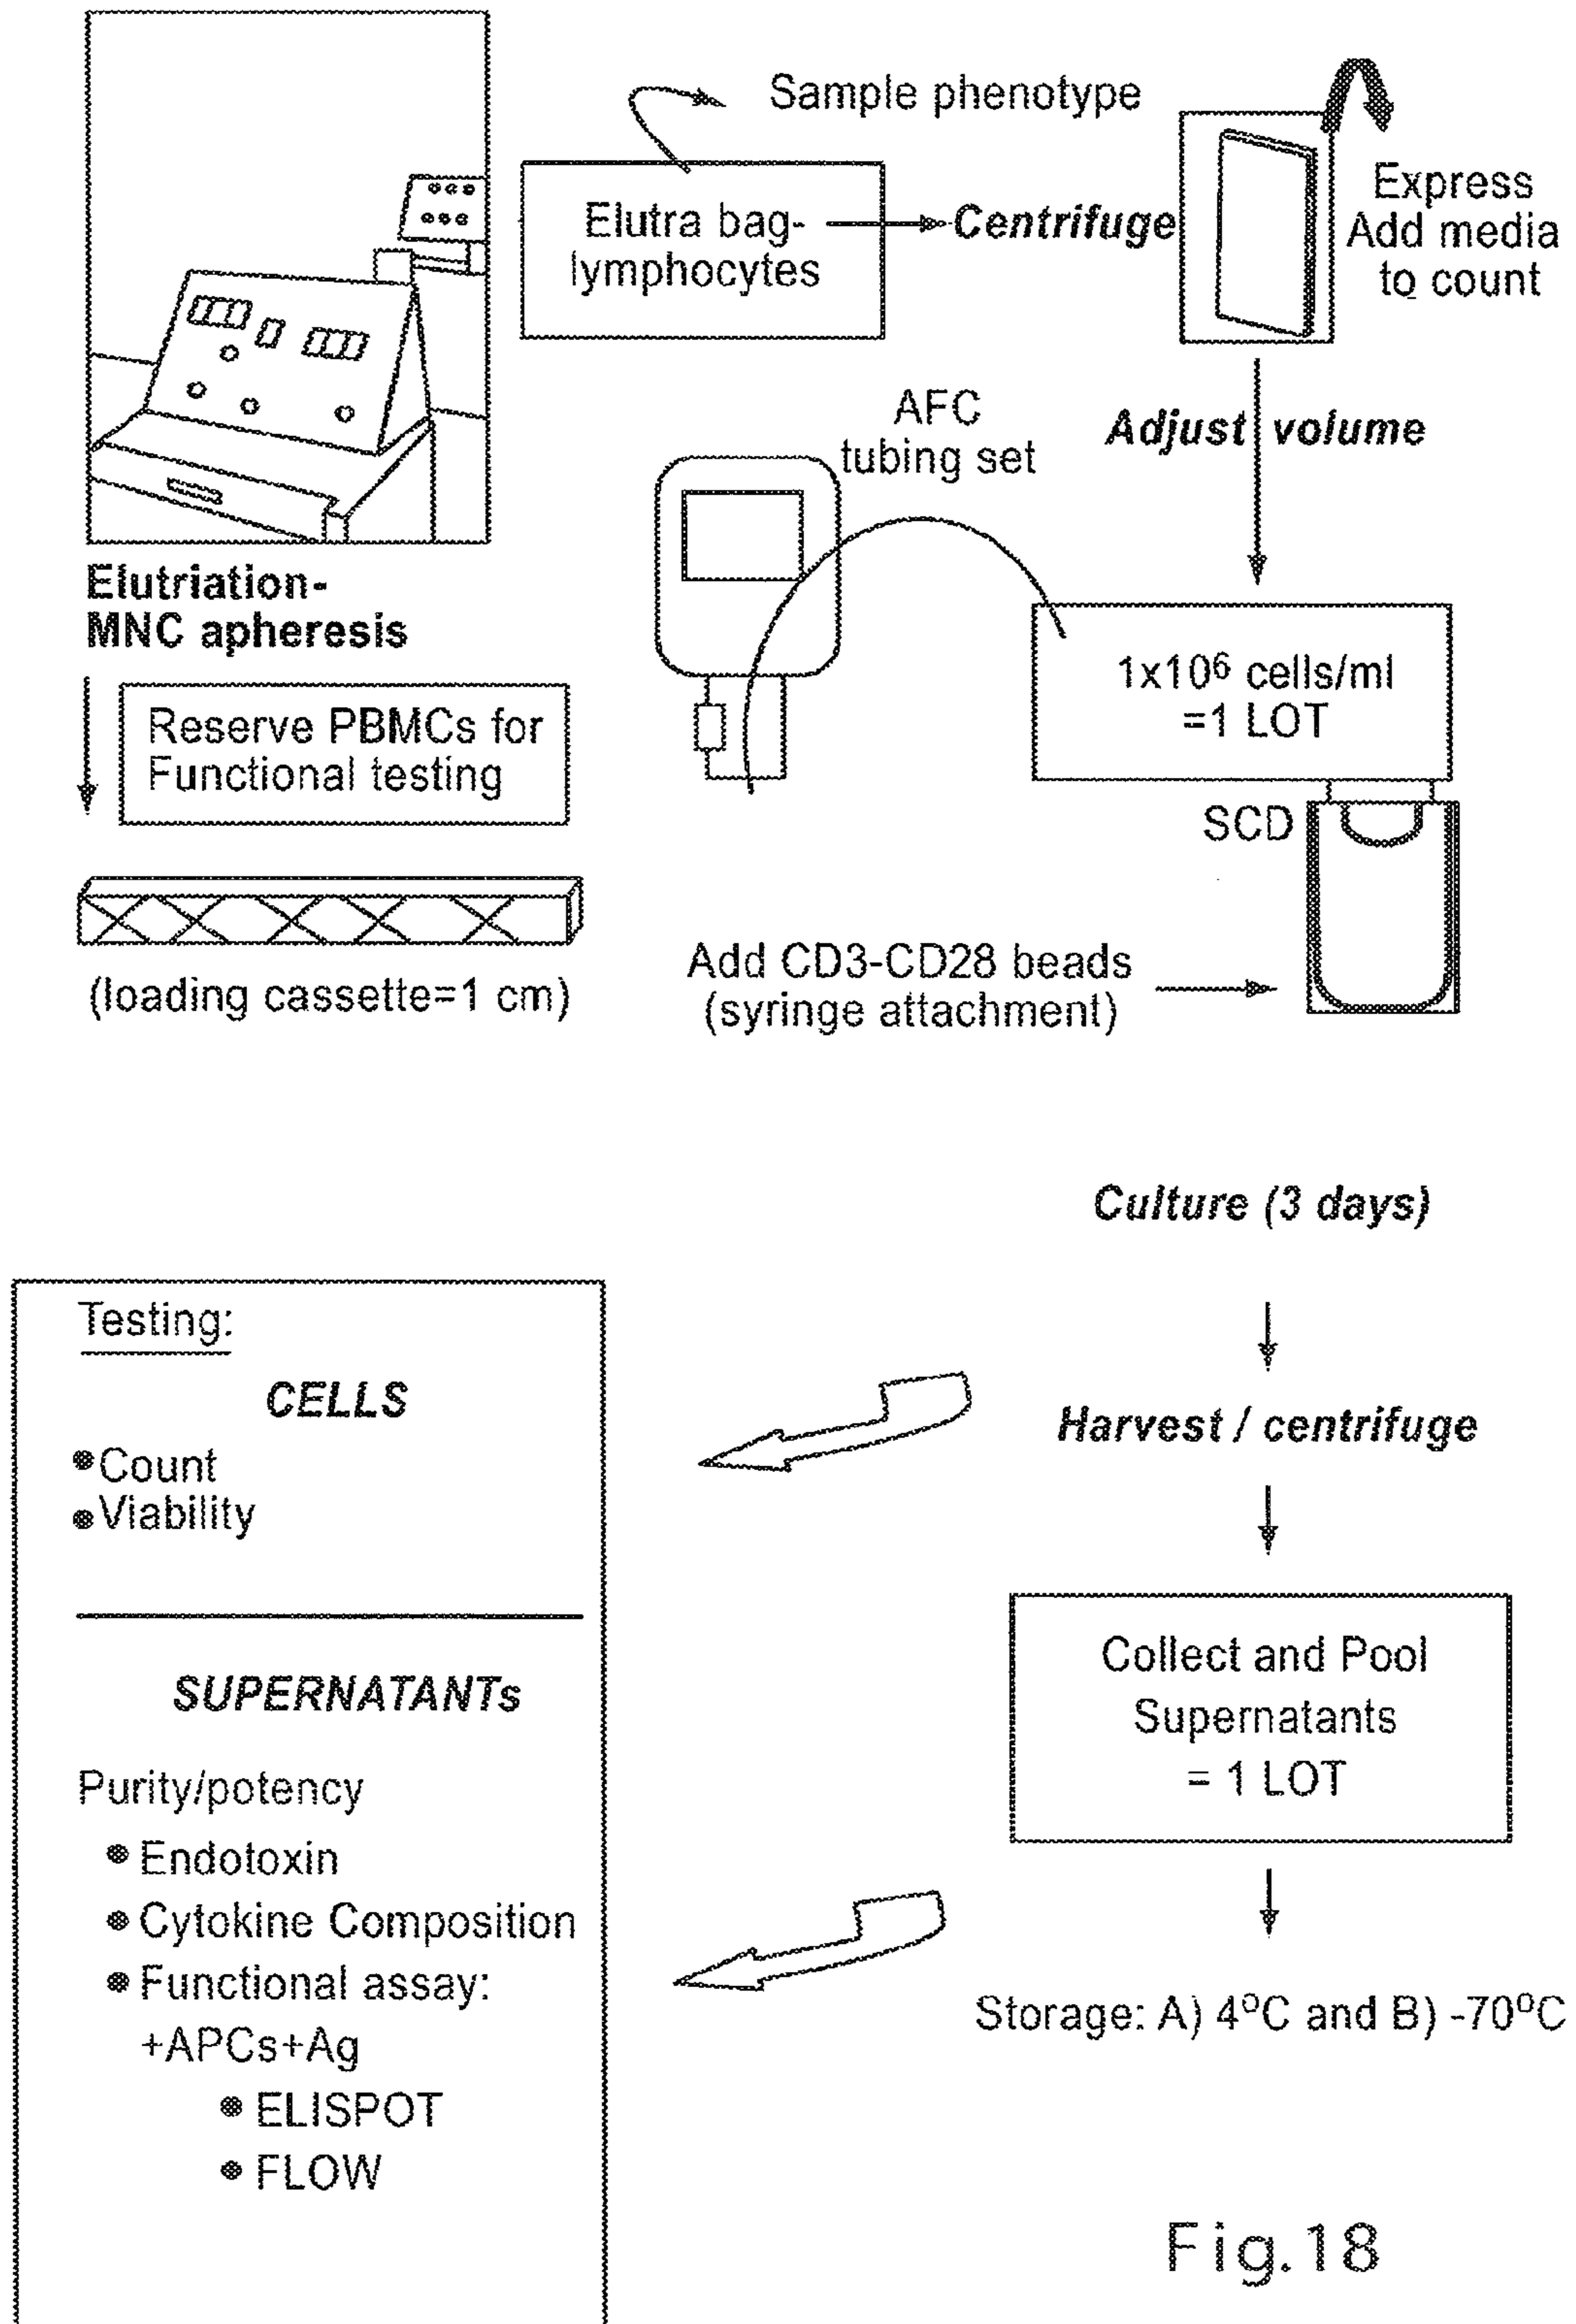 Sample phenotype
Elutra bag-
lymphocytes
Centrifuge
Express
Add media
to count
Elutriation-
MNC apheresis
Reserve PBMCs for
Functional testing
(loading cassette=1 cm)
AFC
tubing set
Adjust volume
1x10⁶ cells/ml
=1 LOT
SCD
Add CD3-CD28 beads
(syringe attachment)
Culture (3 days)
Harvest / centrifuge
Collect and Pool
Supernatants
= 1 LOT
Storage: A) 4°C and B) -70°C
Testing:
CELLS
•Count
•Viability
SUPERNATANTs
Purity/potency
• Endotoxin
• Cytokine Composition
• Functional assay:
+APCs+Ag
• ELISPOT
• FLOW
Fig.18